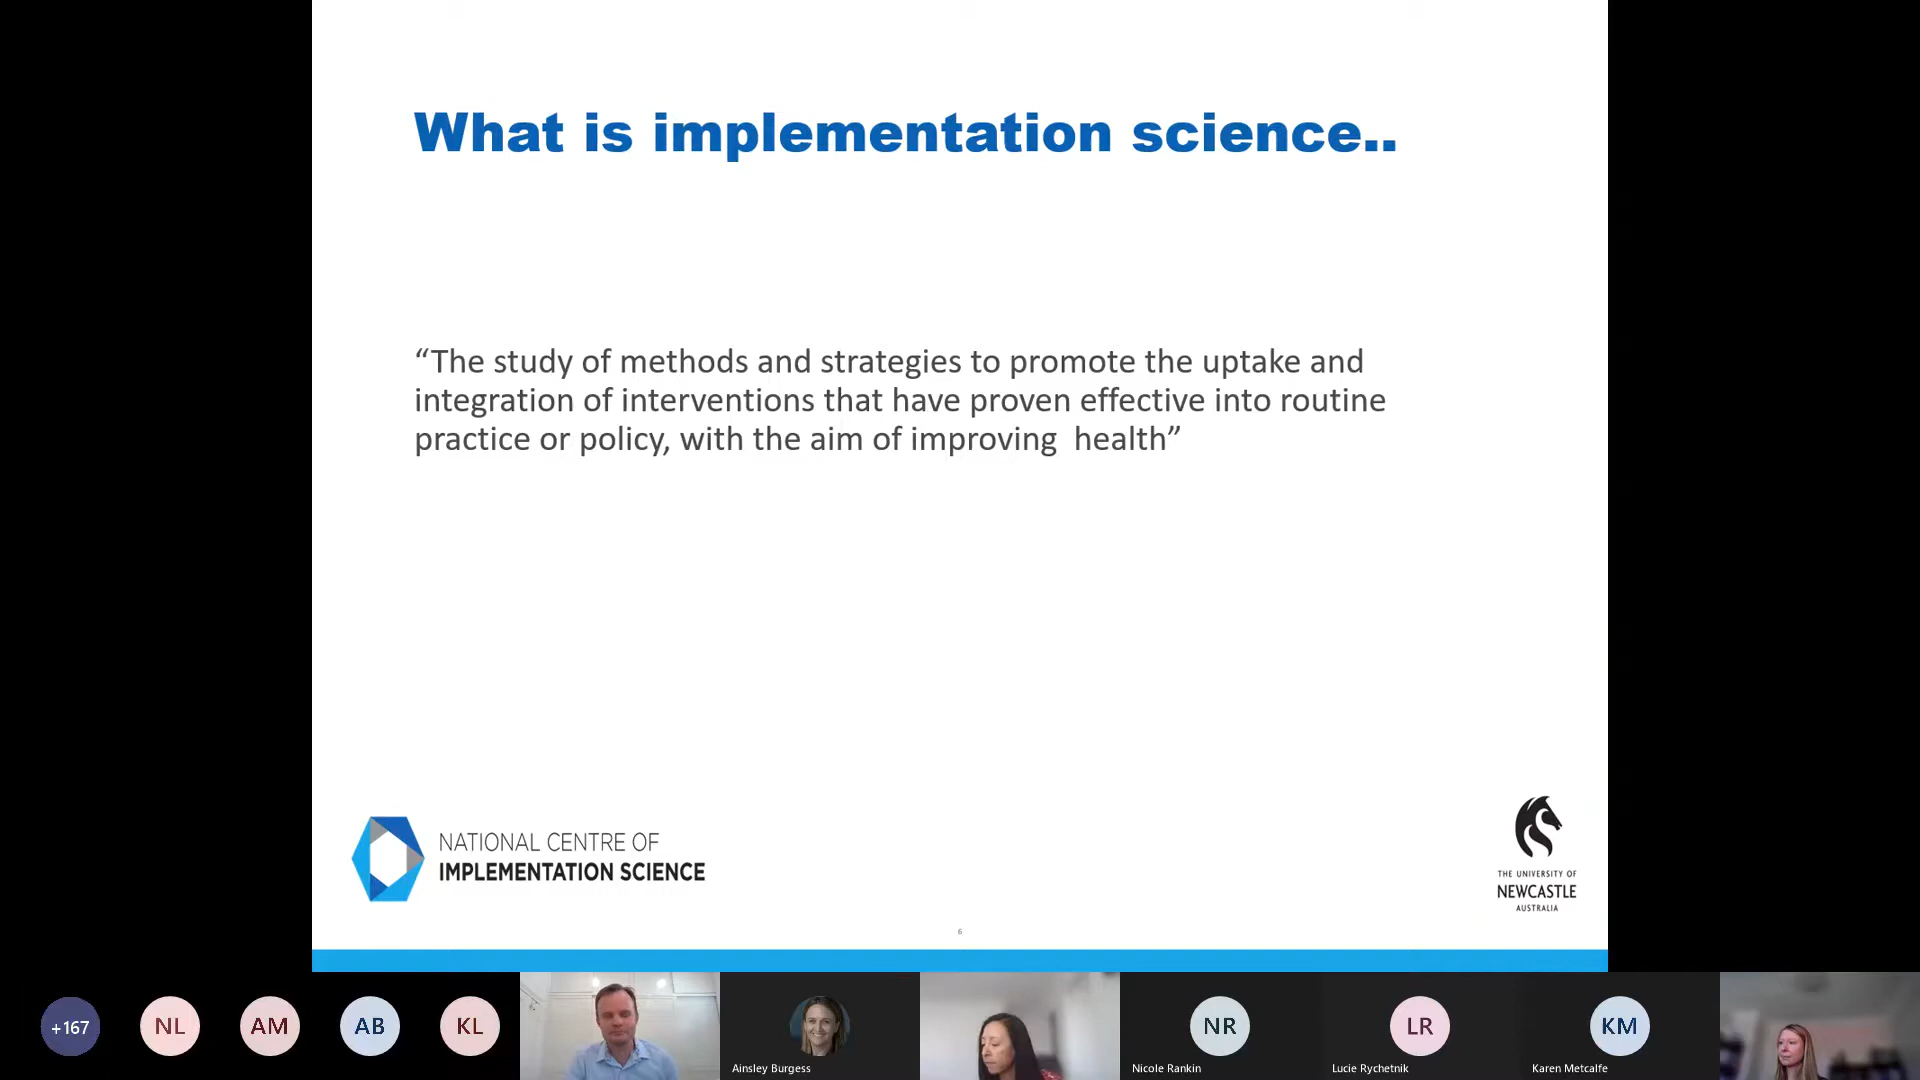 What is implementation science..
“The study of methods and strategies to promote the uptake and
integration of interventions that have proven effective into routine
practice or policy, with the aim of improving  health”
NATIONAL CENTRE OF
IMPLEMENTATION SCIENCE
THE UNIVERSITY OF
NEWCASTLE
AUSTRALIA
6
+167
NL
AM
AB
KL
Ainsley Burgess
NR
Nicole Rankin
LR
Lucie Rychetnik
KM
Karen Metcalfe